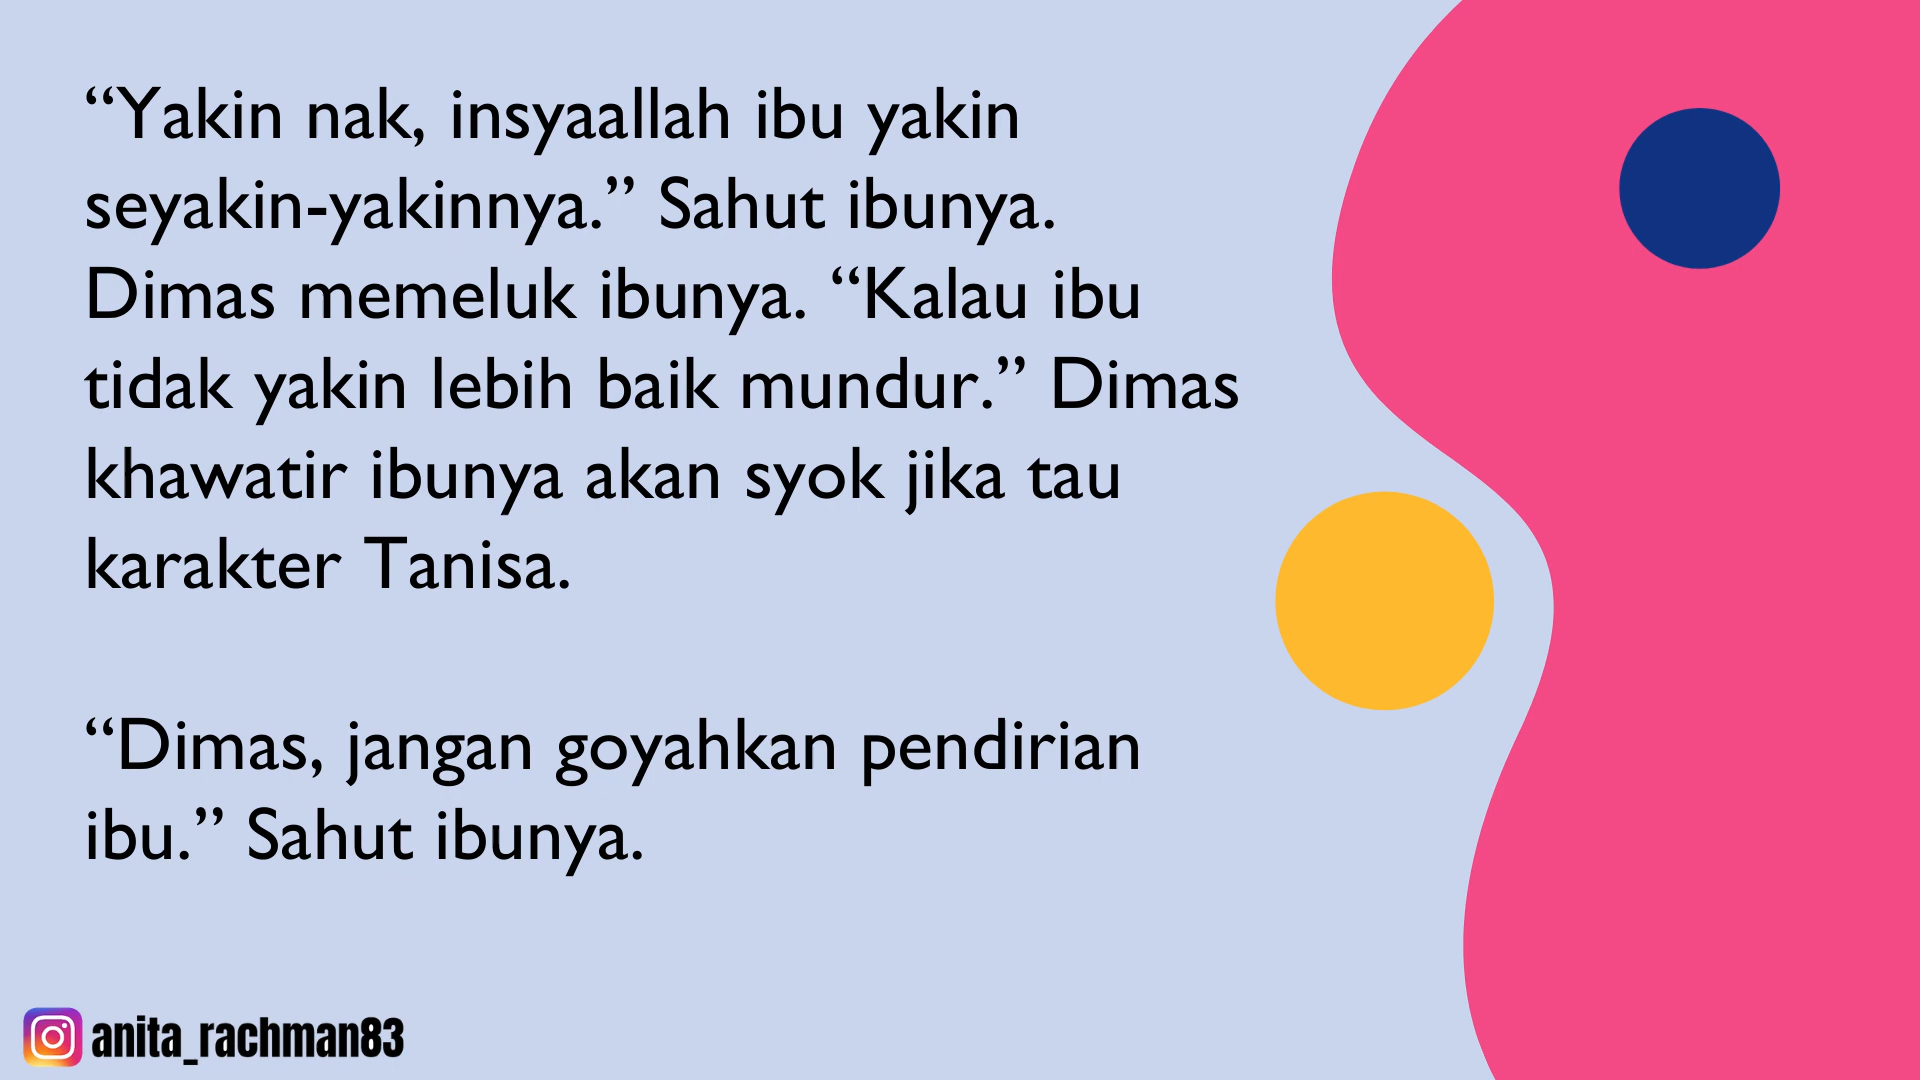 “Yakin nak, insyaallah ibu yakin
seyakin-yakinnya.” Sahut ibunya.
Dimas memeluk ibunya. “Kalau ibu
tidak yakin lebih baik mundur.” Dimas
khawatir ibunya akan syok jika tau
karakter Tanisa.
“Dimas, jangan goyahkan pendirian
ibu.” Sahut ibunya.
anita_rachman83